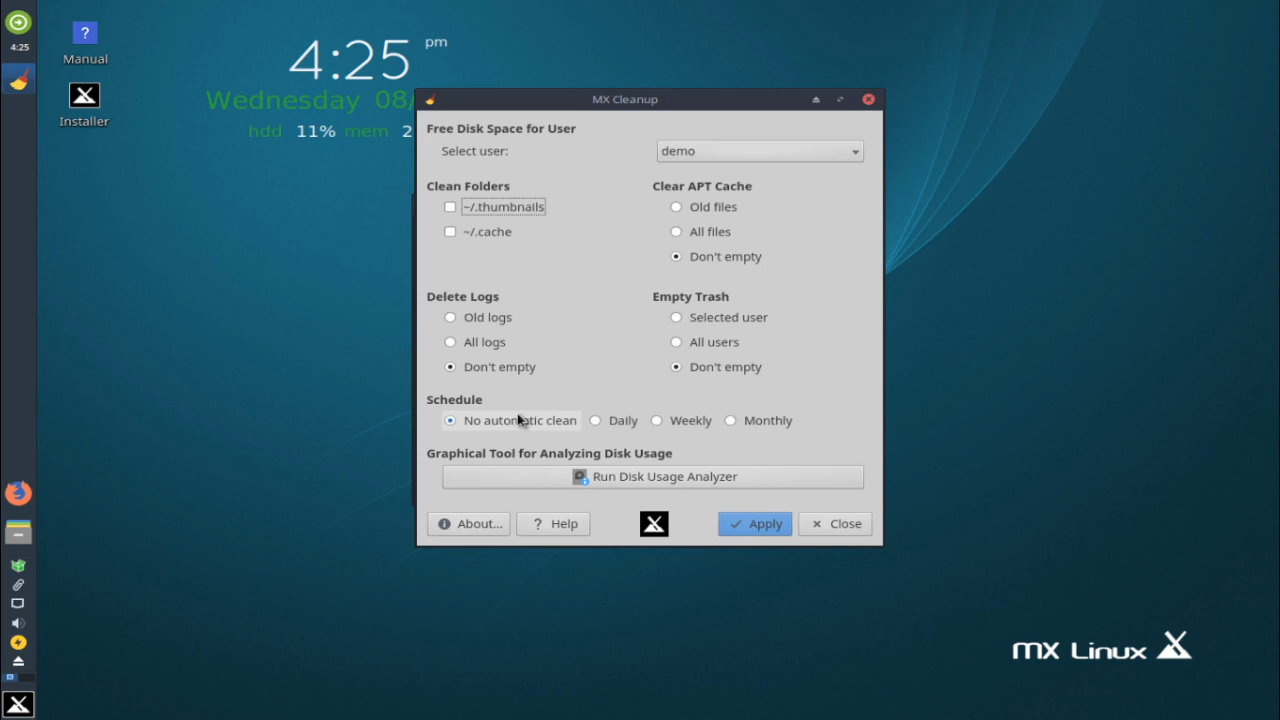 4:25
Manual
Installer
4:25 pm
Wednesday 08/
hdd 11% mem 2
MX Cleanup
Free Disk Space for User
Select user: demo
Clean Folders
~/.thumbnails
~/.cache
Clear APT Cache
Old files
All files
Don't empty
Delete Logs
Old logs
All logs
Don't empty
Empty Trash
Selected user
All users
Don't empty
Schedule
No automatic clean Daily Weekly Monthly
Graphical Tool for Analyzing Disk Usage
Run Disk Usage Analyzer
About... Help Apply Close
MX Linux